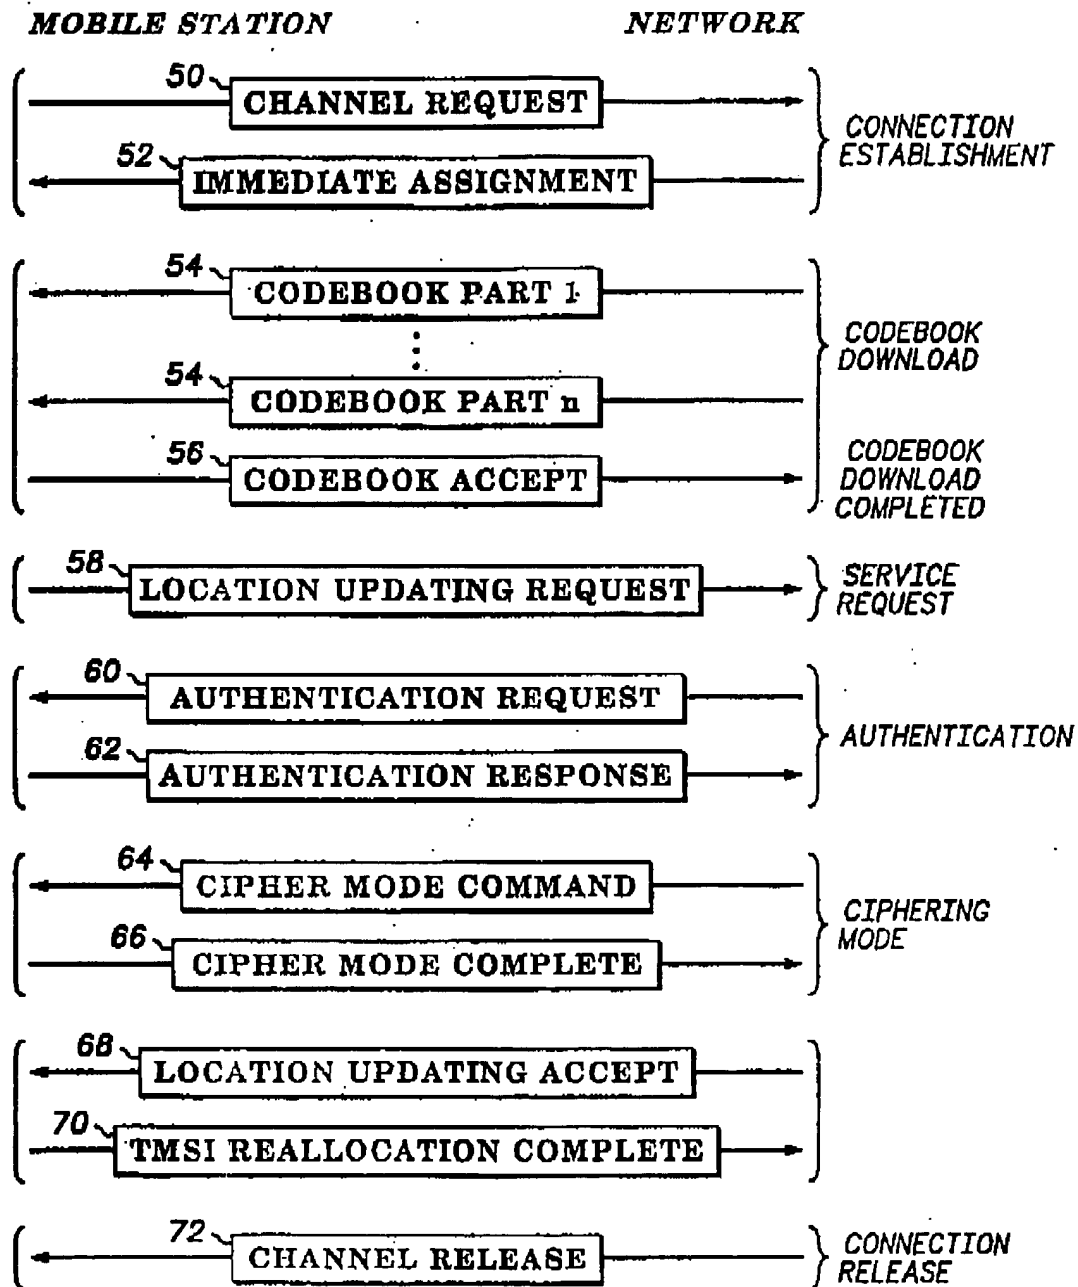 MOBILE STATION NETWORK
50
CHANNEL REQUEST
52
IMMEDIATE ASSIGNMENT
CONNECTION
ESTABLISHMENT
54
CODEBOOK PART 1
54
CODEBOOK PART n
CODEBOOK
DOWNLOAD
56
CODEBOOK ACCEPT
CODEBOOK
DOWNLOAD
COMPLETED
58
LOCATION UPDATING REQUEST
SERVICE
REQUEST
60
AUTHENTICATION REQUEST
62
AUTHENTICATION RESPONSE
AUTHENTICATION
64
CIPHER MODE COMMAND
66
CIPHER MODE COMPLETE
CIPHERING
MODE
68
LOCATION UPDATING ACCEPT
70
TMSI REALLOCATION COMPLETE
72
CHANNEL RELEASE
CONNECTION
RELEASE